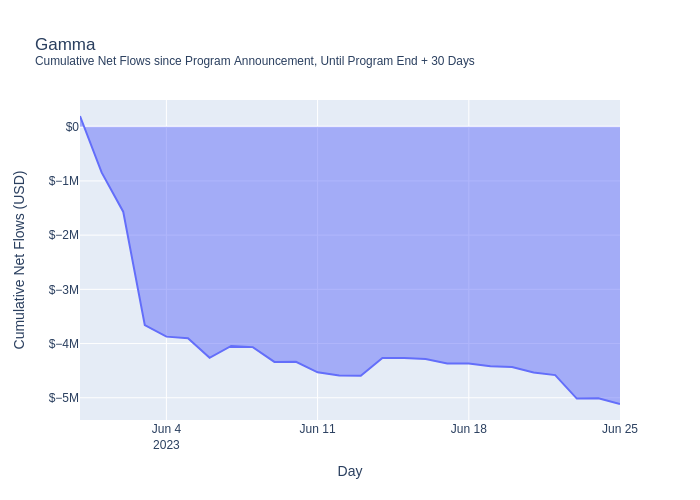 Gamma
Cumulative Net Flows since Program Announcement, Until Program End + 30 Days
Cumulative Net Flows (USD)
$0
$−1M
$−2M
$−3M
$−4M
$−5M
Jun 4
2023
Jun 11
Jun 18
Jun 25
Day